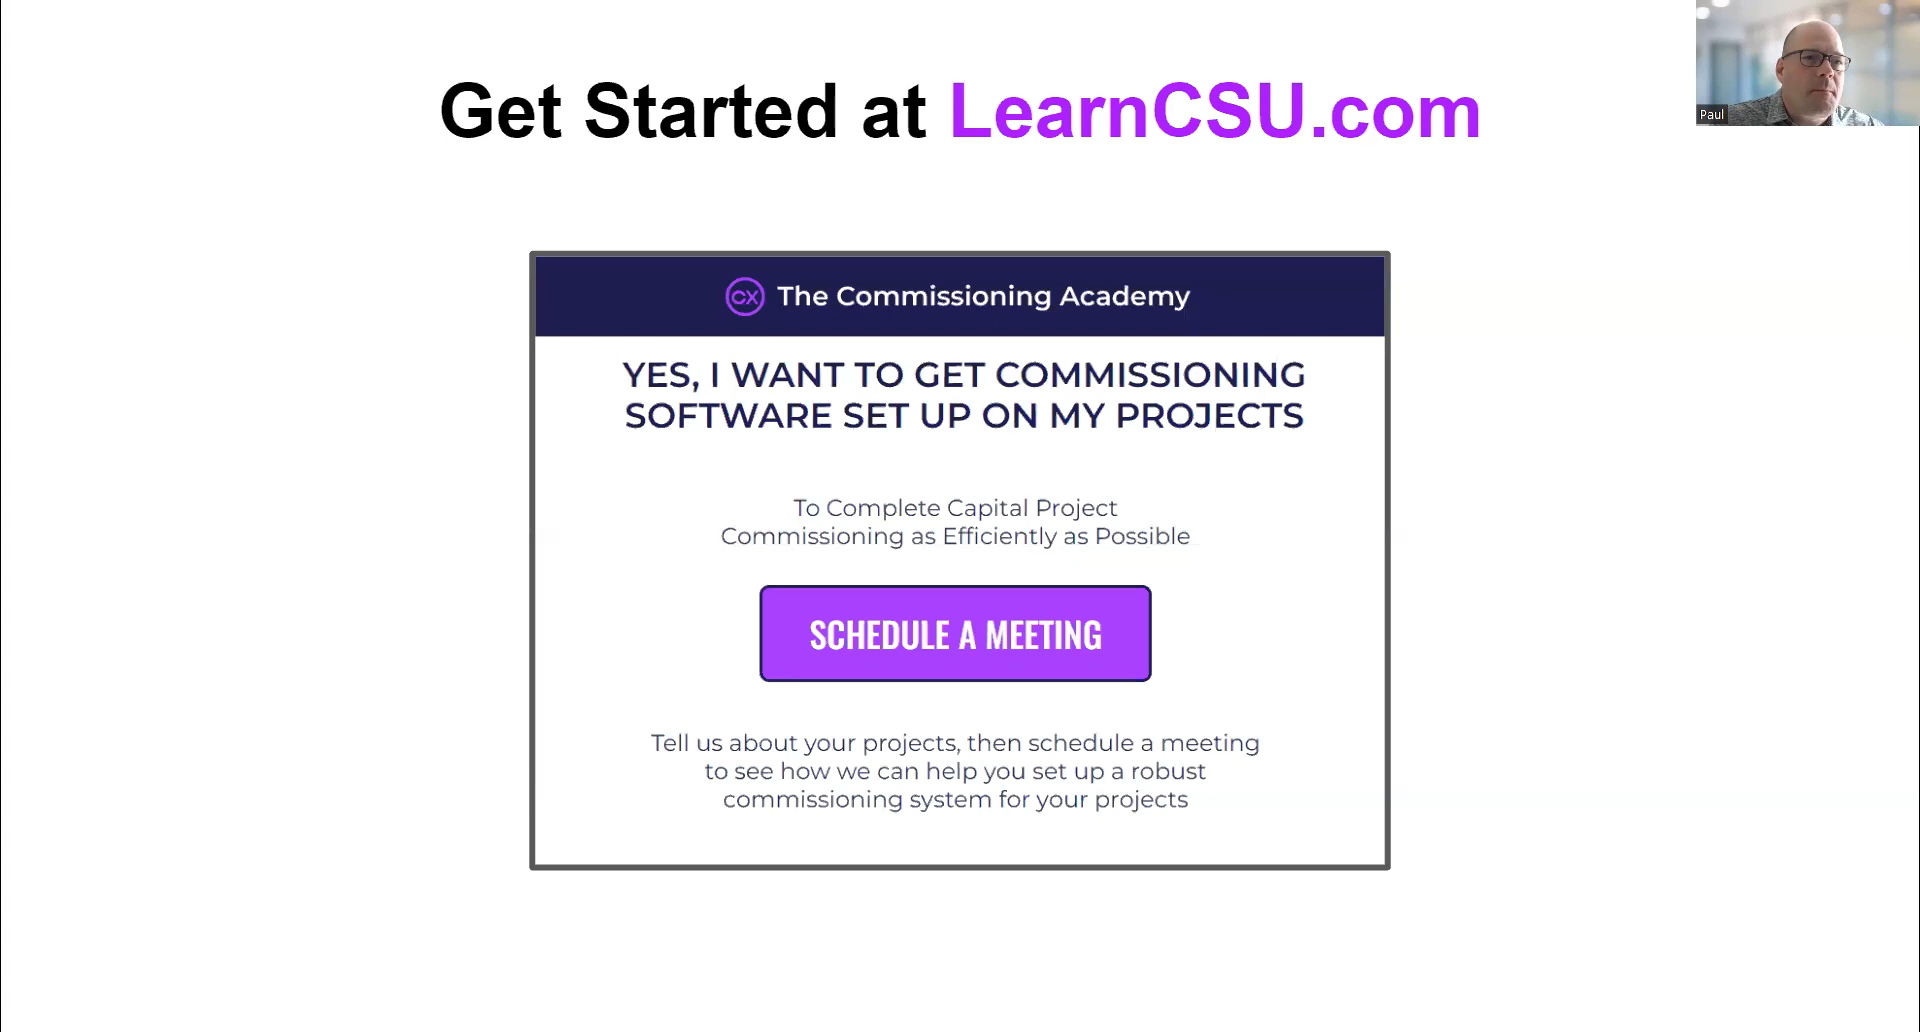 Get Started at LearnCSU.com
Paul
CX The Commissioning Academy
YES, I WANT TO GET COMMISSIONING
SOFTWARE SET UP ON MY PROJECTS
To Complete Capital Project
Commissioning as Efficiently as Possible
SCHEDULE A MEETING
Tell us about your projects, then schedule a meeting
to see how we can help you set up a robust
commissioning system for your projects